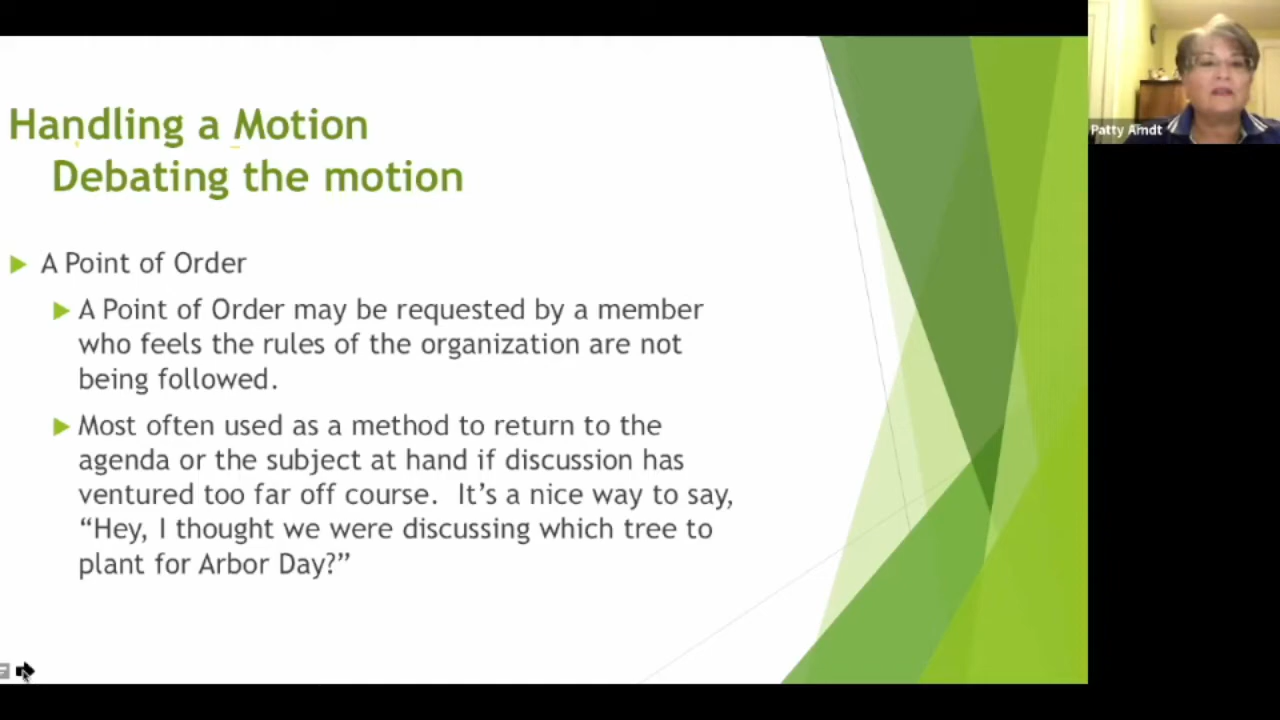 Handling a Motion
Debating the motion
A Point of Order
A Point of Order may be requested by a member
who feels the rules of the organization are not
being followed.
Most often used as a method to return to the
agenda or the subject at hand if discussion has
ventured too far off course.  It’s a nice way to say,
“Hey, I thought we were discussing which tree to
plant for Arbor Day?”
Patty Arndt